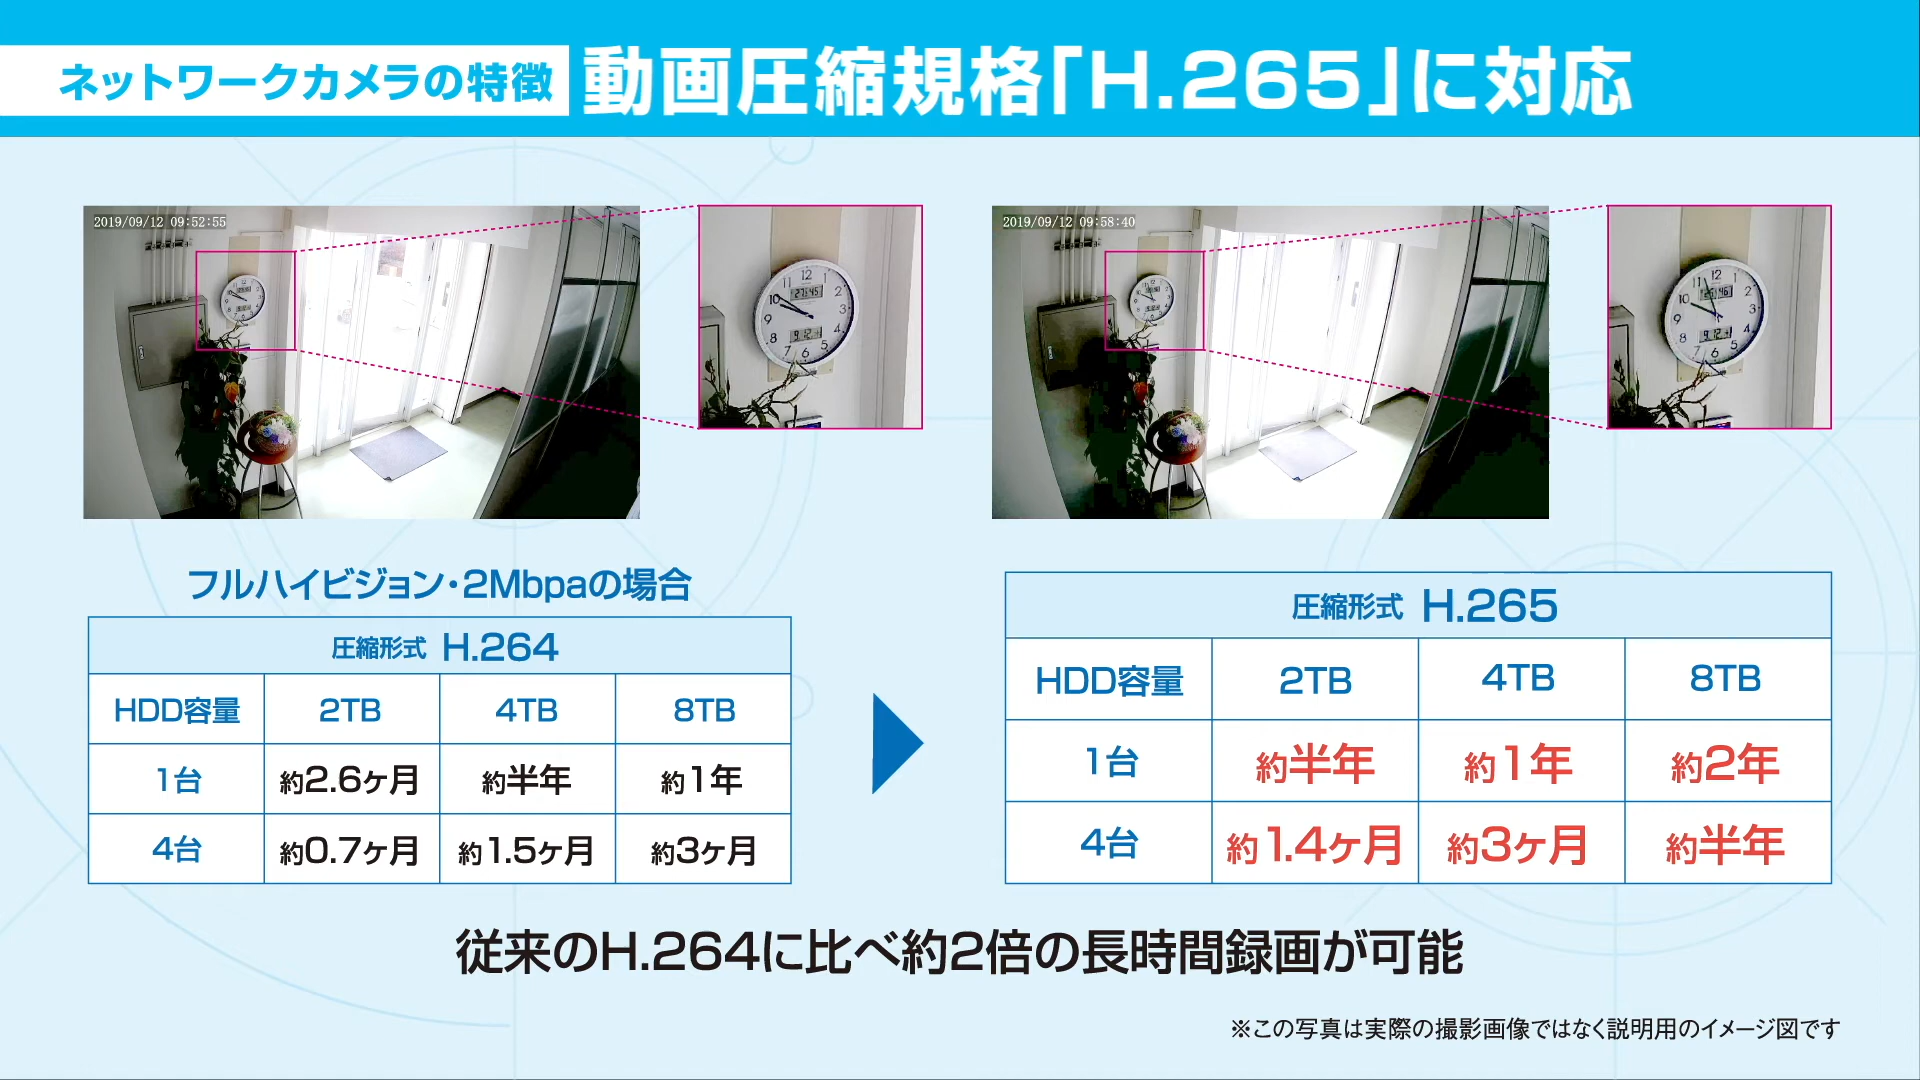 ネットワークカメラの特徴 動画圧縮規格「H.265」に対応
2019/09/12 09:52:55
2019/09/12 09:58:40
フルハイビジョン・2Mbpaの場合
圧縮形式 H.264
HDD容量 2TB 4TB 8TB
1台 約2.6ヶ月 約半年 約1年
4台 約0.7ヶ月 約1.5ヶ月 約3ヶ月
圧縮形式 H.265
HDD容量 2TB 4TB 8TB
1台 約半年 約1年 約2年
4台 約1.4ヶ月 約3ヶ月 約半年
従来のH.264に比べ約2倍の長時間録画が可能
※この写真は実際の撮影画像ではなく説明用のイメージ図です